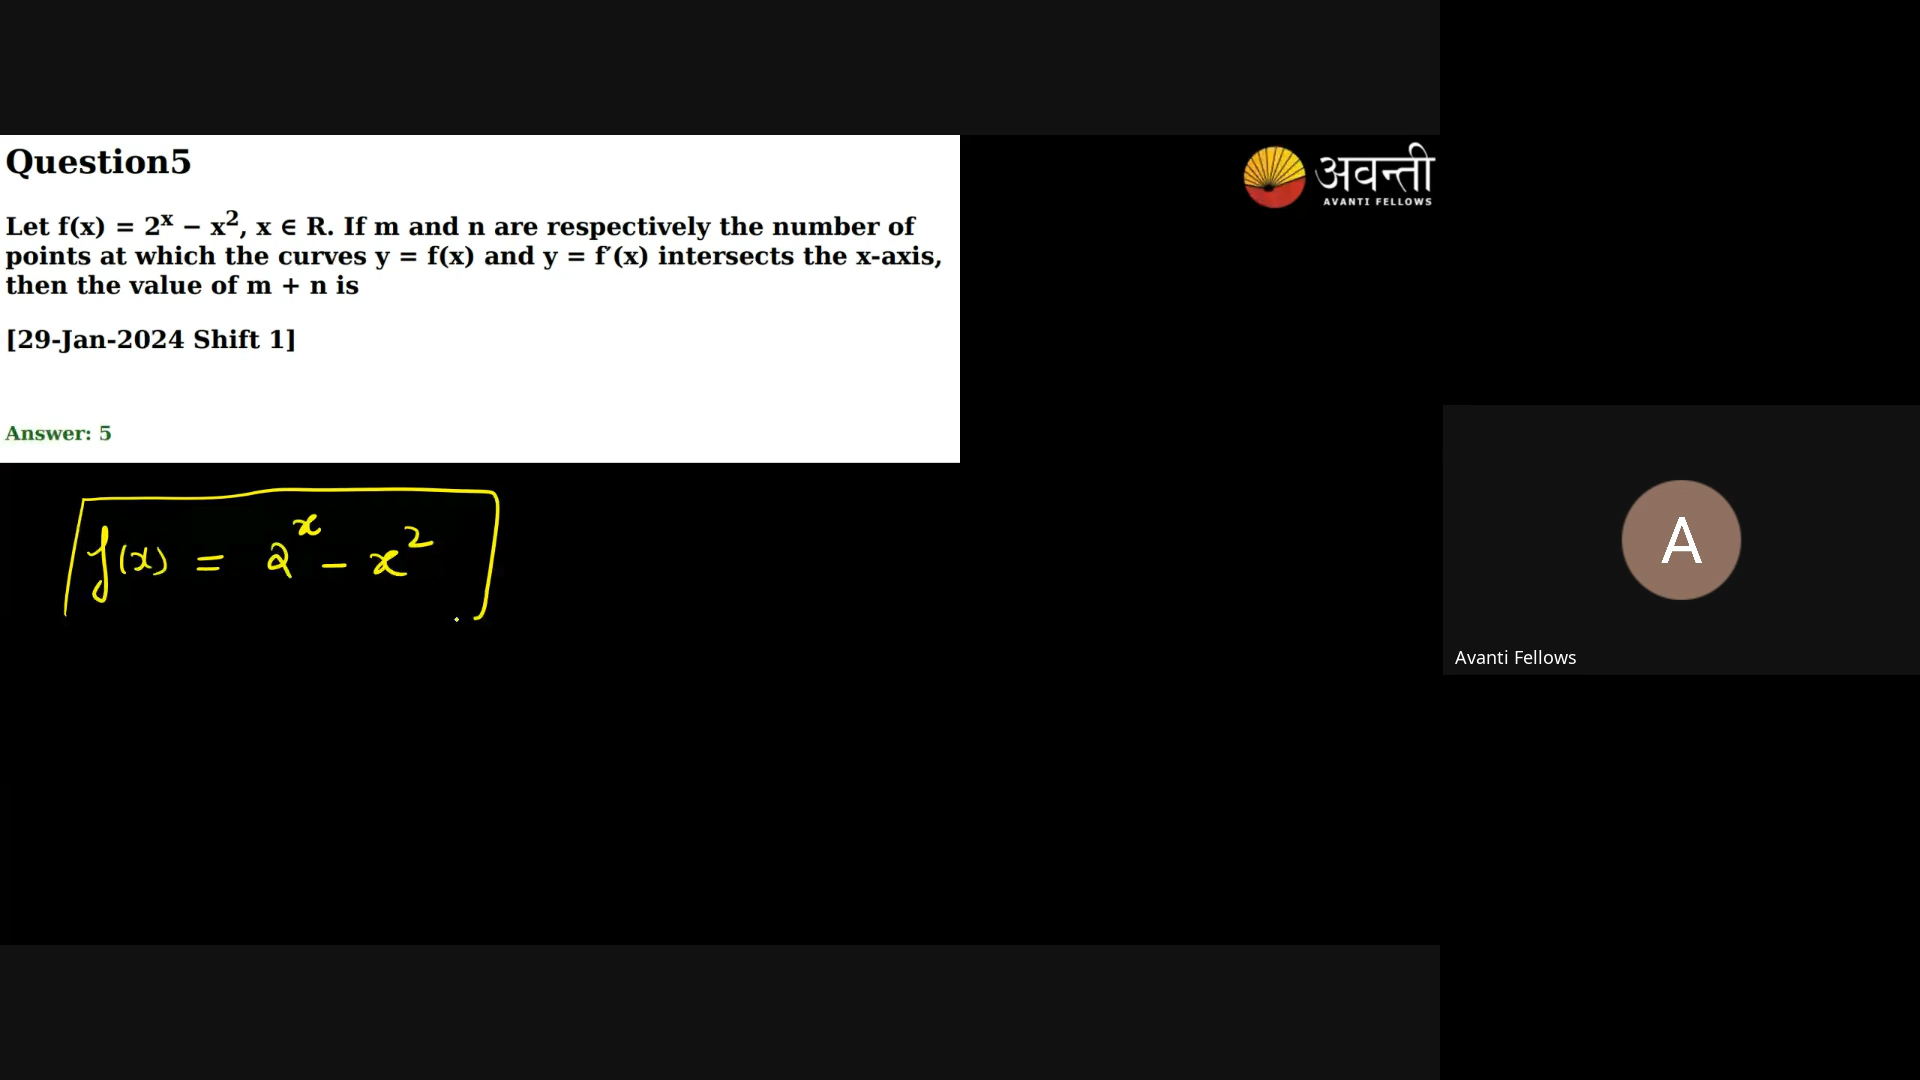 Question5
Let f(x) = 2ˣ − x², x ∈ R. If m and n are respectively the number of
points at which the curves y = f(x) and y = f′(x) intersects the x-axis,
then the value of m + n is
[29-Jan-2024 Shift 1]
Answer: 5
f(x) = 2ˣ − x²
अवन्ती
AVANTI FELLOWS
A
Avanti Fellows